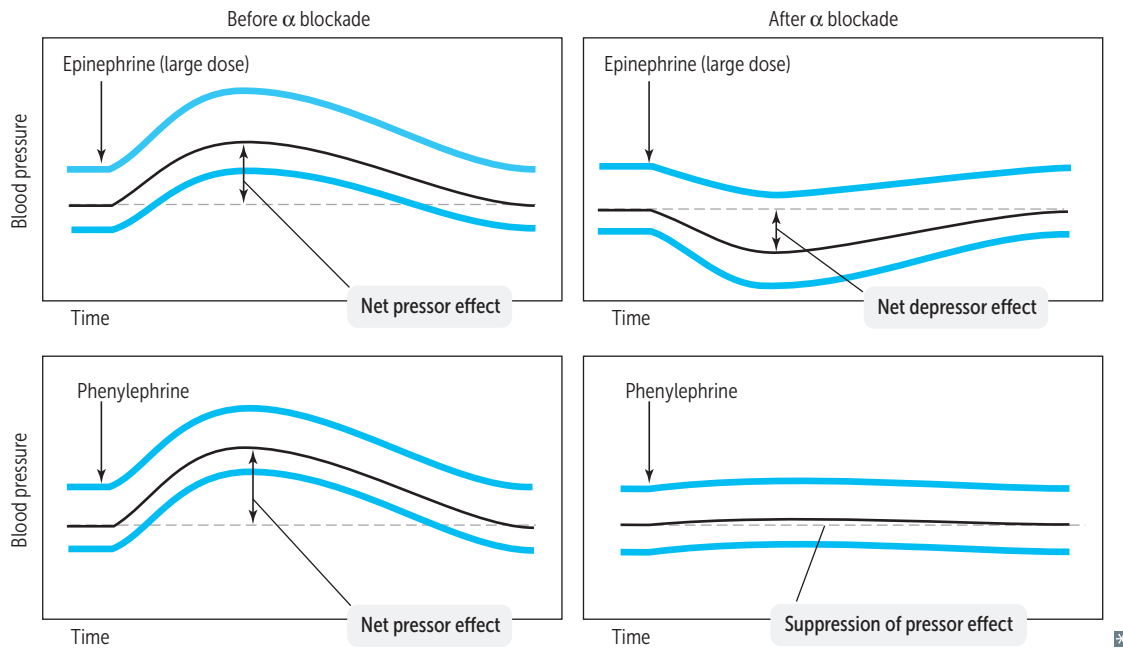 Before α blockade
After α blockade
Epinephrine (large dose)
Epinephrine (large dose)
Blood pressure
Net pressor effect
Net depressor effect
Time
Time
Phenylephrine
Phenylephrine
Blood pressure
Net pressor effect
Suppression of pressor effect
Time
Time